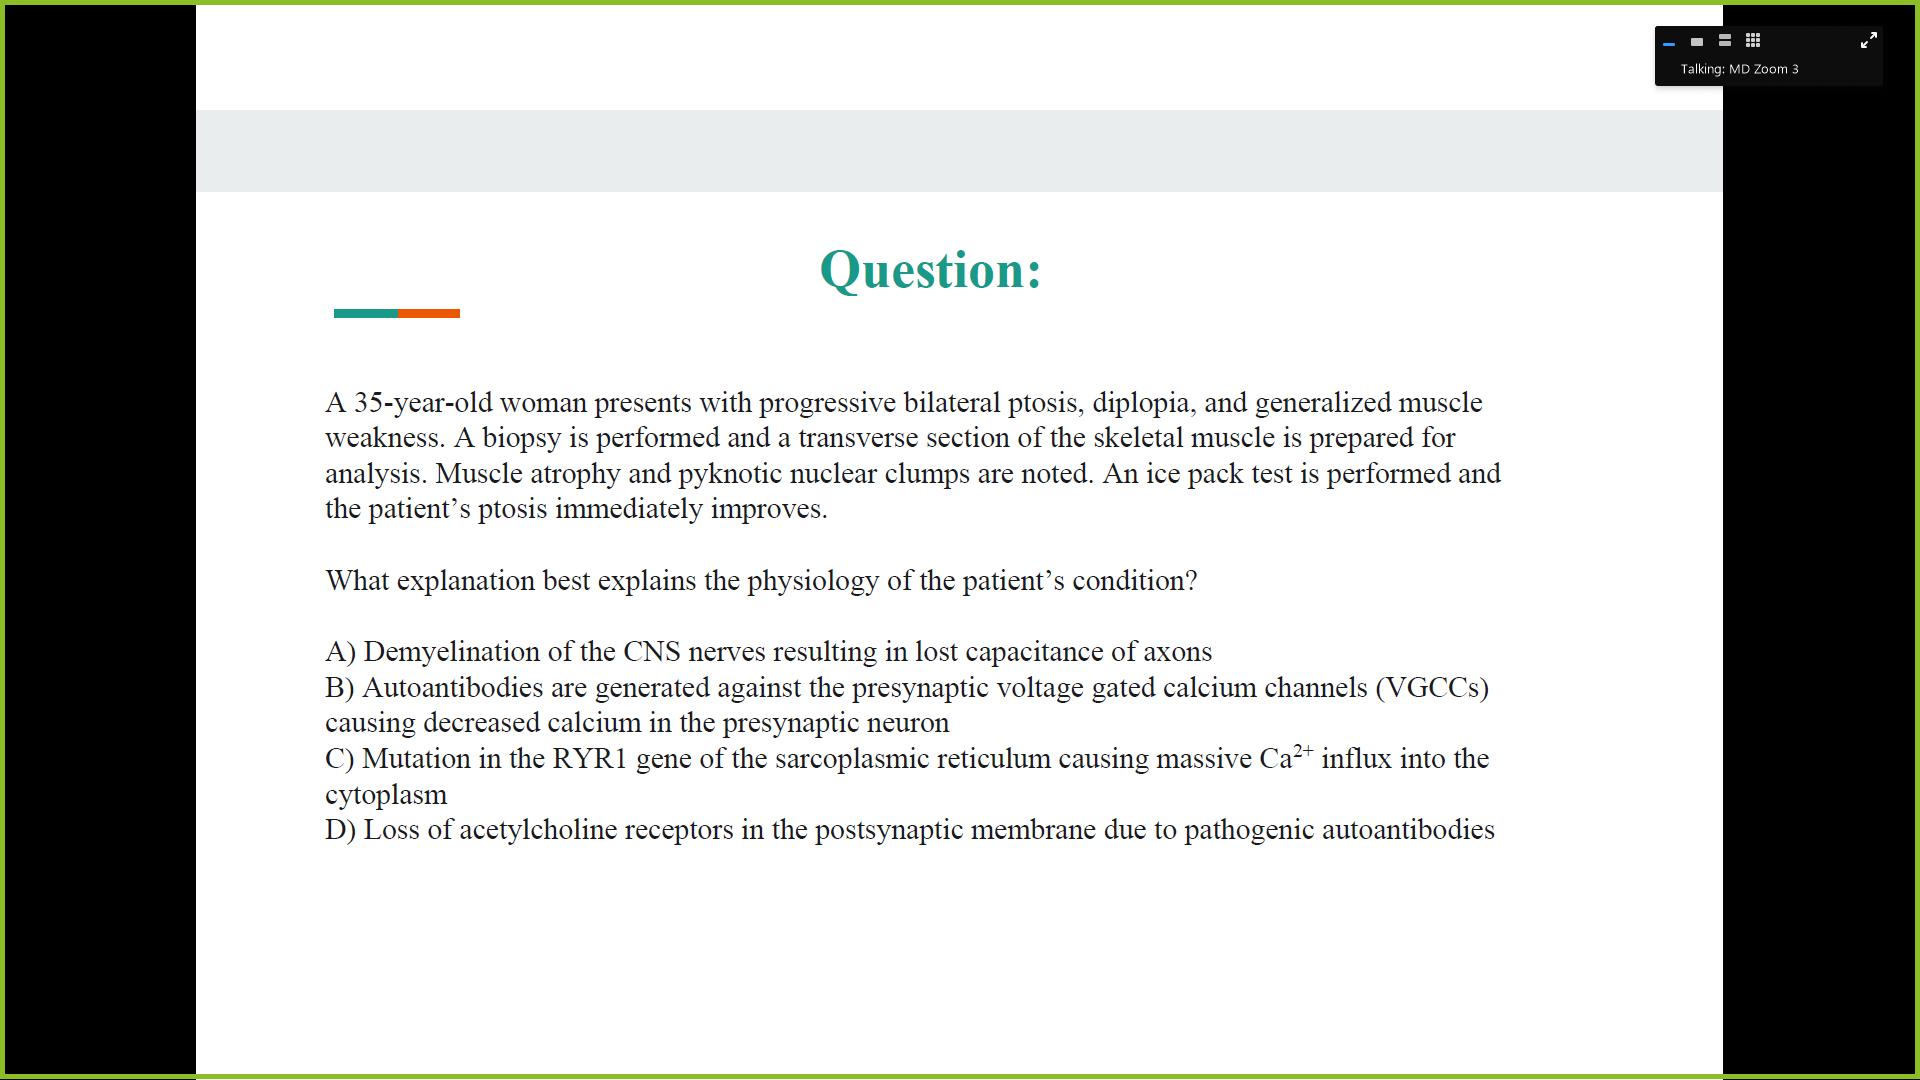 Talking: MD Zoom 3
Question:
A 35-year-old woman presents with progressive bilateral ptosis, diplopia, and generalized muscle
weakness. A biopsy is performed and a transverse section of the skeletal muscle is prepared for
analysis. Muscle atrophy and pyknotic nuclear clumps are noted. An ice pack test is performed and
the patient’s ptosis immediately improves.
What explanation best explains the physiology of the patient’s condition?
A) Demyelination of the CNS nerves resulting in lost capacitance of axons
B) Autoantibodies are generated against the presynaptic voltage gated calcium channels (VGCCs)
causing decreased calcium in the presynaptic neuron
C) Mutation in the RYR1 gene of the sarcoplasmic reticulum causing massive Ca²⁺ influx into the
cytoplasm
D) Loss of acetylcholine receptors in the postsynaptic membrane due to pathogenic autoantibodies